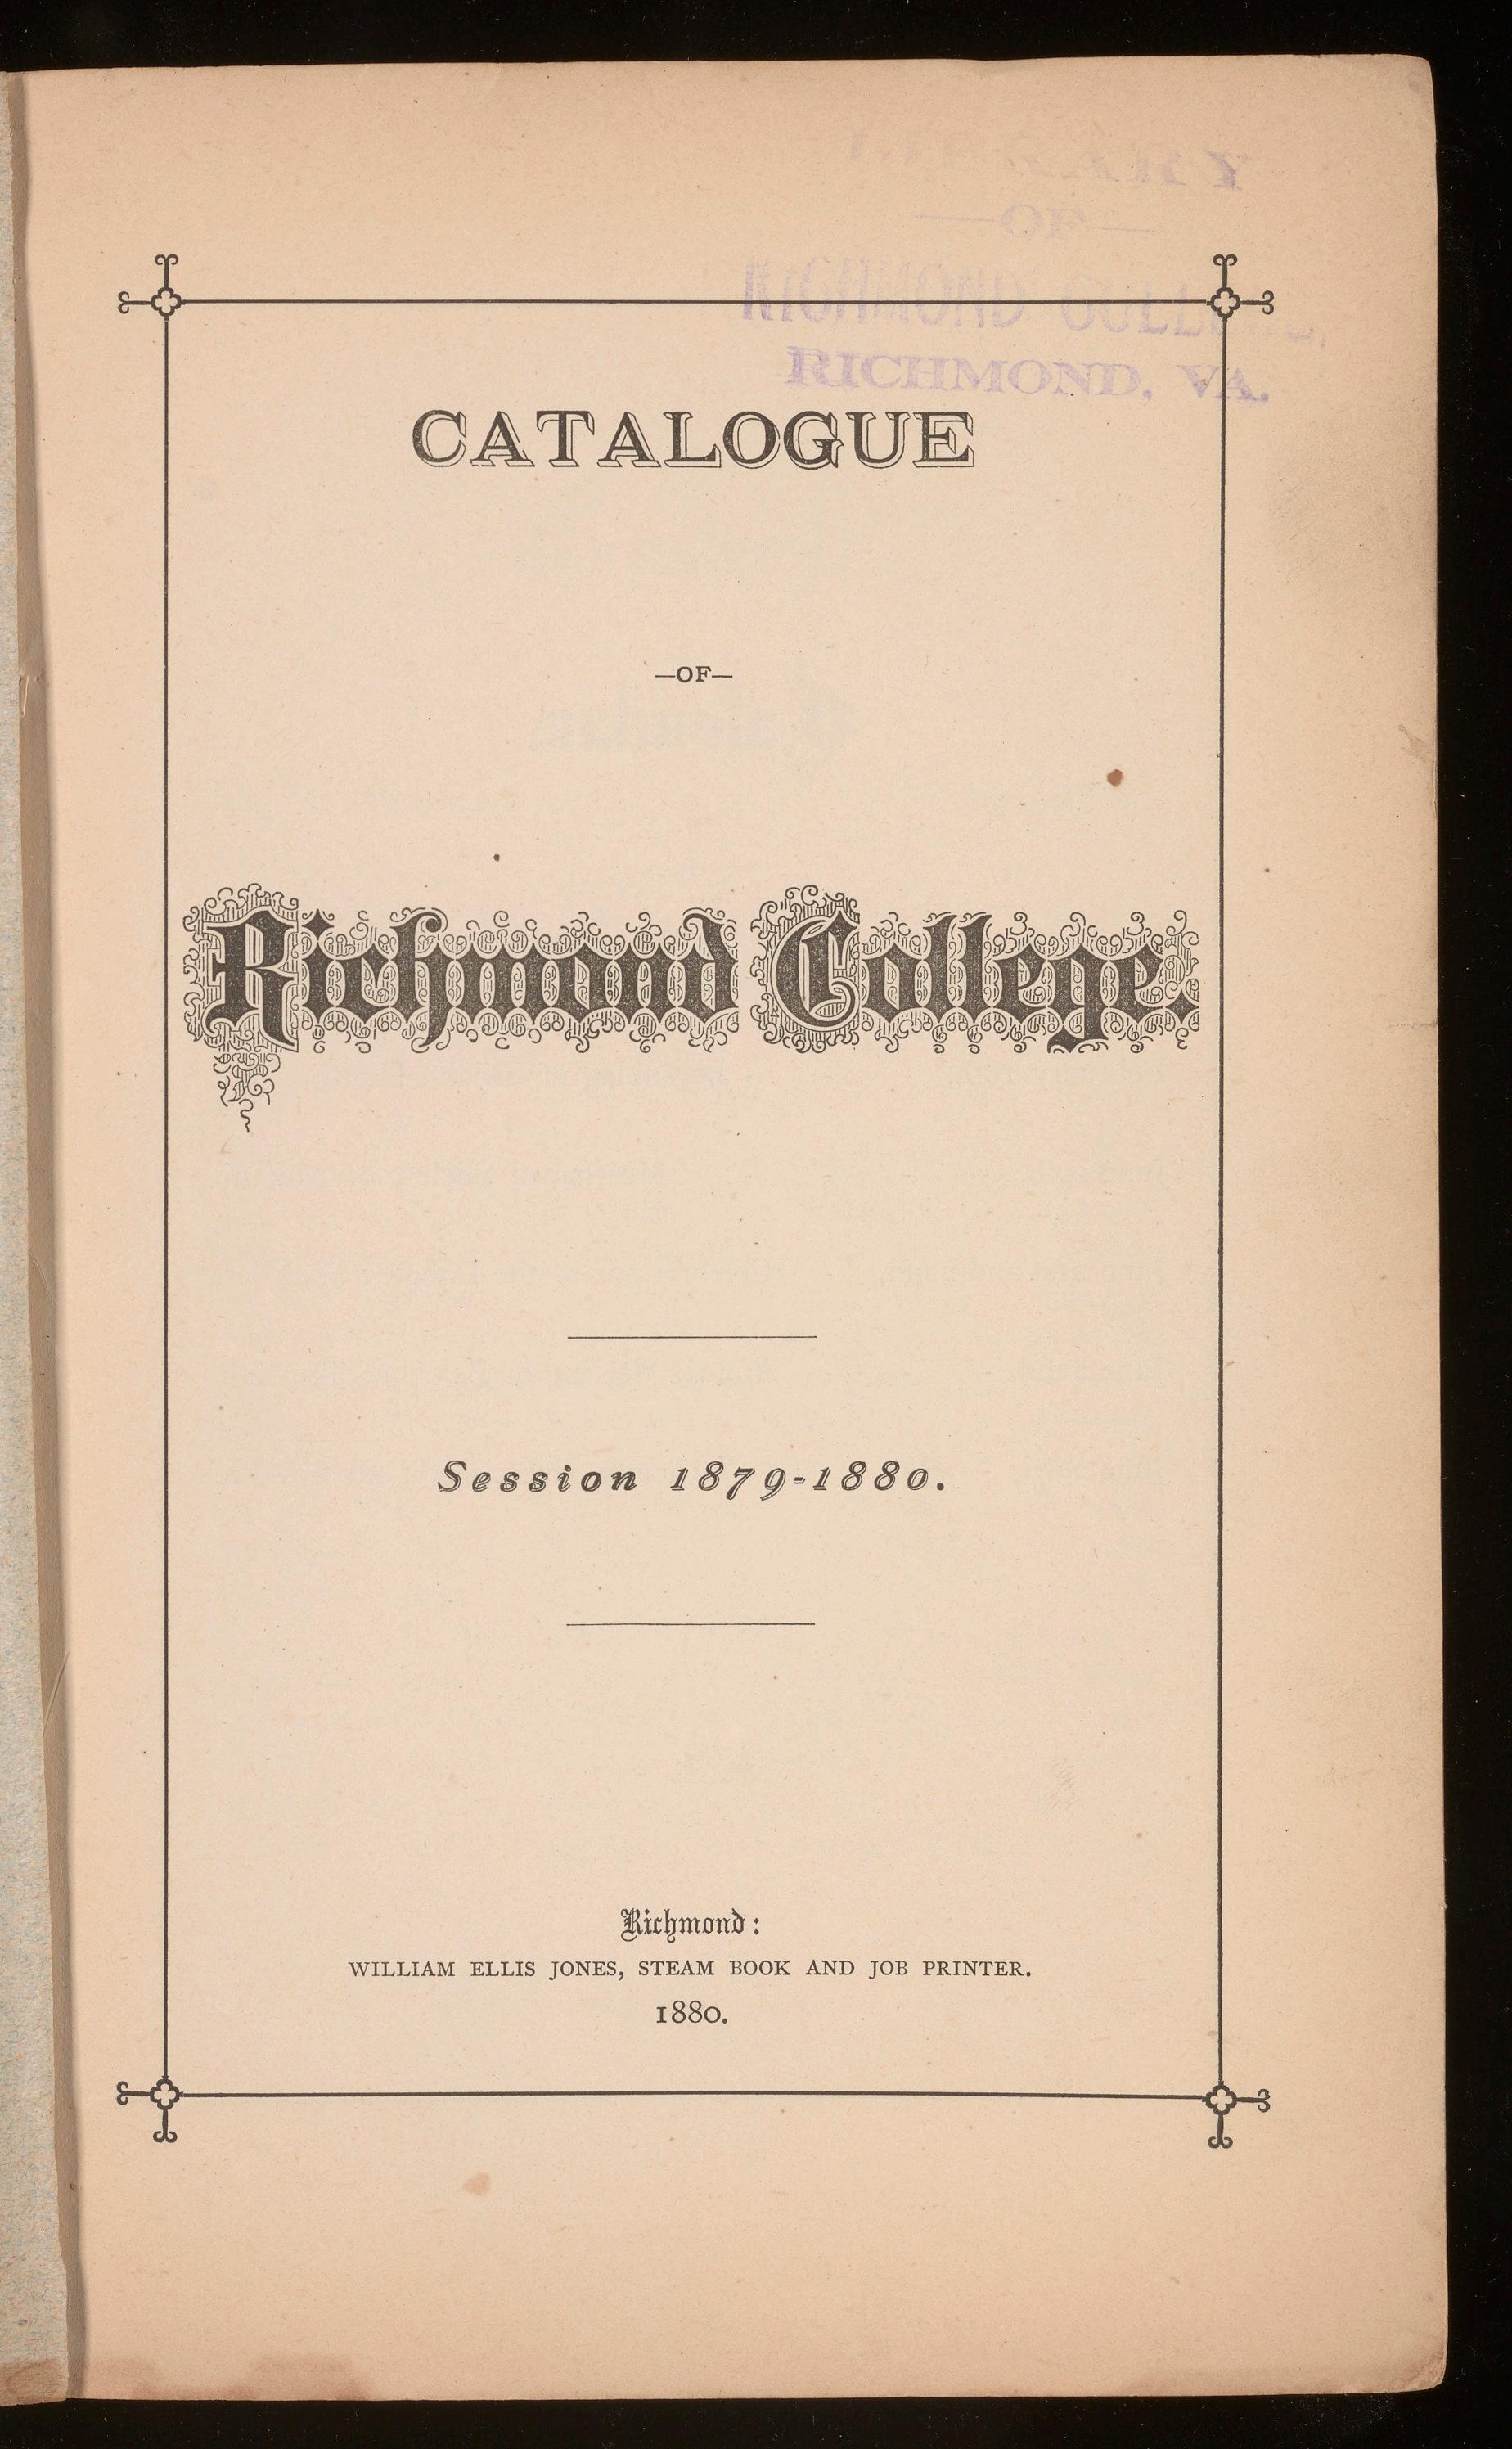 LIBRARY
—OF—
RICHMOND COLLEGE,
RICHMOND, VA.
CATALOGUE
—OF—
Richmond College.
Session 1879-1880.
Richmond:
WILLIAM ELLIS JONES, STEAM BOOK AND JOB PRINTER.
1880.